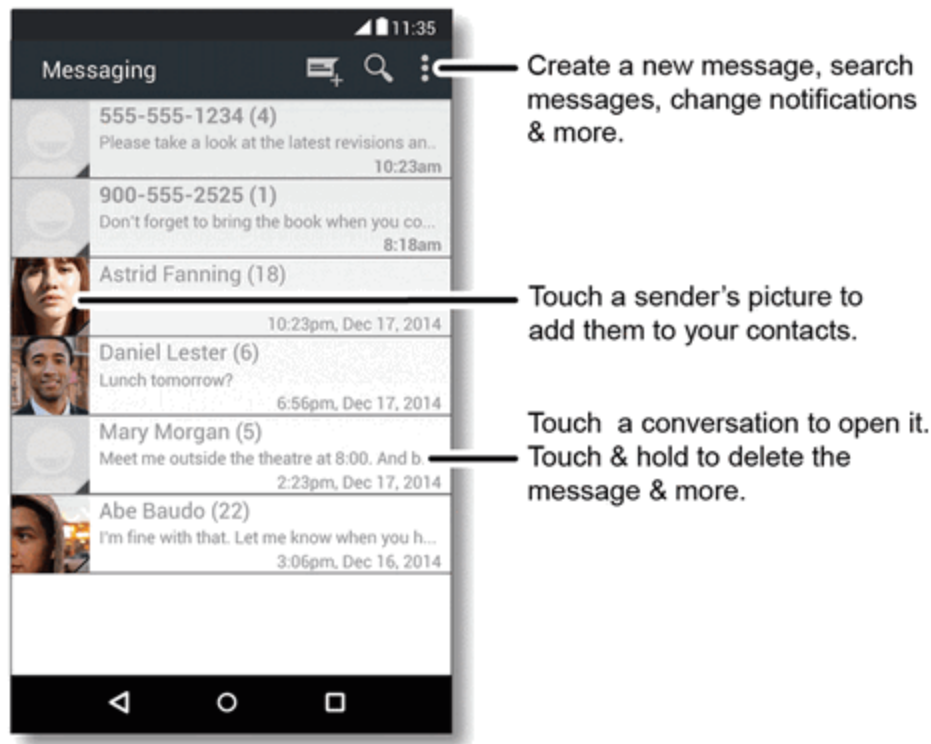 11:35
Messaging
Create a new message, search
messages, change notifications
& more.
555-555-1234 (4)
Please take a look at the latest revisions an..
10:23am
900-555-2525 (1)
Don't forget to bring the book when you co...
8:18am
Astrid Fanning (18)
10:23pm, Dec 17, 2014
Touch a sender's picture to
add them to your contacts.
Daniel Lester (6)
Lunch tomorrow?
6:56pm, Dec 17, 2014
Mary Morgan (5)
Meet me outside the theatre at 8:00. And b.
2:23pm, Dec 17, 2014
Touch a conversation to open it.
Touch & hold to delete the
message & more.
Abe Baudo (22)
I'm fine with that. Let me know when you h...
3:06pm, Dec 16, 2014